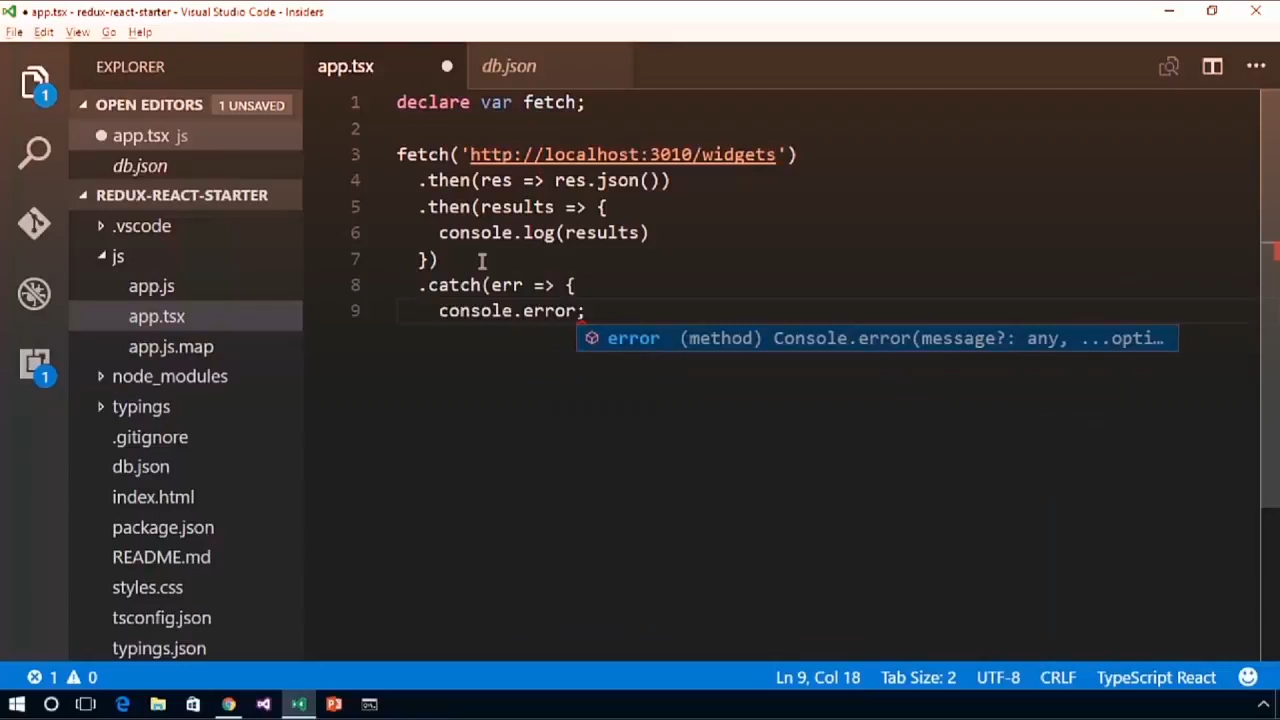 ● app.tsx - redux-react-starter - Visual Studio Code - Insiders
File Edit View Go Help
EXPLORER
OPEN EDITORS 1 UNSAVED
app.tsx js
db.json
REDUX-REACT-STARTER
.vscode
js
app.js
app.tsx
app.js.map
node_modules
typings
.gitignore
db.json
index.html
package.json
README.md
styles.css
tsconfig.json
typings.json
1
1
app.tsx db.json
1 declare var fetch;
2
3 fetch('http://localhost:3010/widgets')
4 .then(res => res.json())
5 .then(results => {
6 console.log(results)
7 })
8 .catch(err => {
9 console.error;
error (method) Console.error(message?: any, ...opti…
1 0 Ln 9, Col 18 Tab Size: 2 UTF-8 CRLF TypeScript React